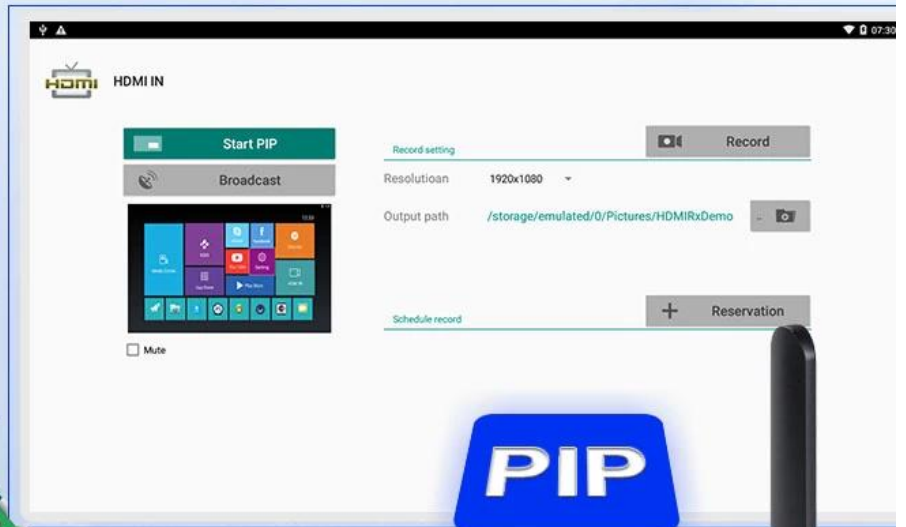 07:30
HDMI
HDMI IN
Start PIP
Broadcast
Mute
Record setting
Record
Resolutioan
1920x1080
Output path
/storage/emulated/0/Pictures/HDMIRxDemo
..
Schedule record
Reservation
PIP